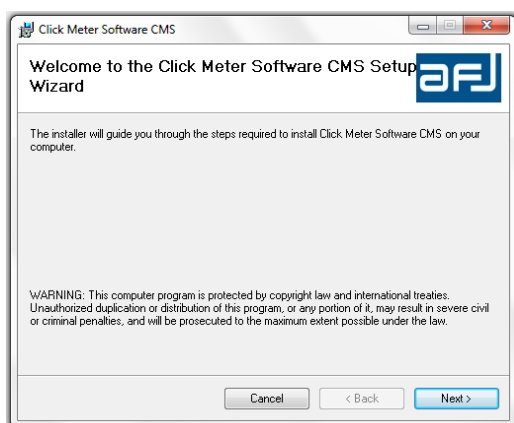 Click Meter Software CMS
Welcome to the Click Meter Software CMS Setup
Wizard
afj
The installer will guide you through the steps required to install Click Meter Software CMS on your
computer.
WARNING: This computer program is protected by copyright law and international treaties.
Unauthorized duplication or distribution of this program, or any portion of it, may result in severe civil
or criminal penalties, and will be prosecuted to the maximum extent possible under the law.
Cancel < Back Next >